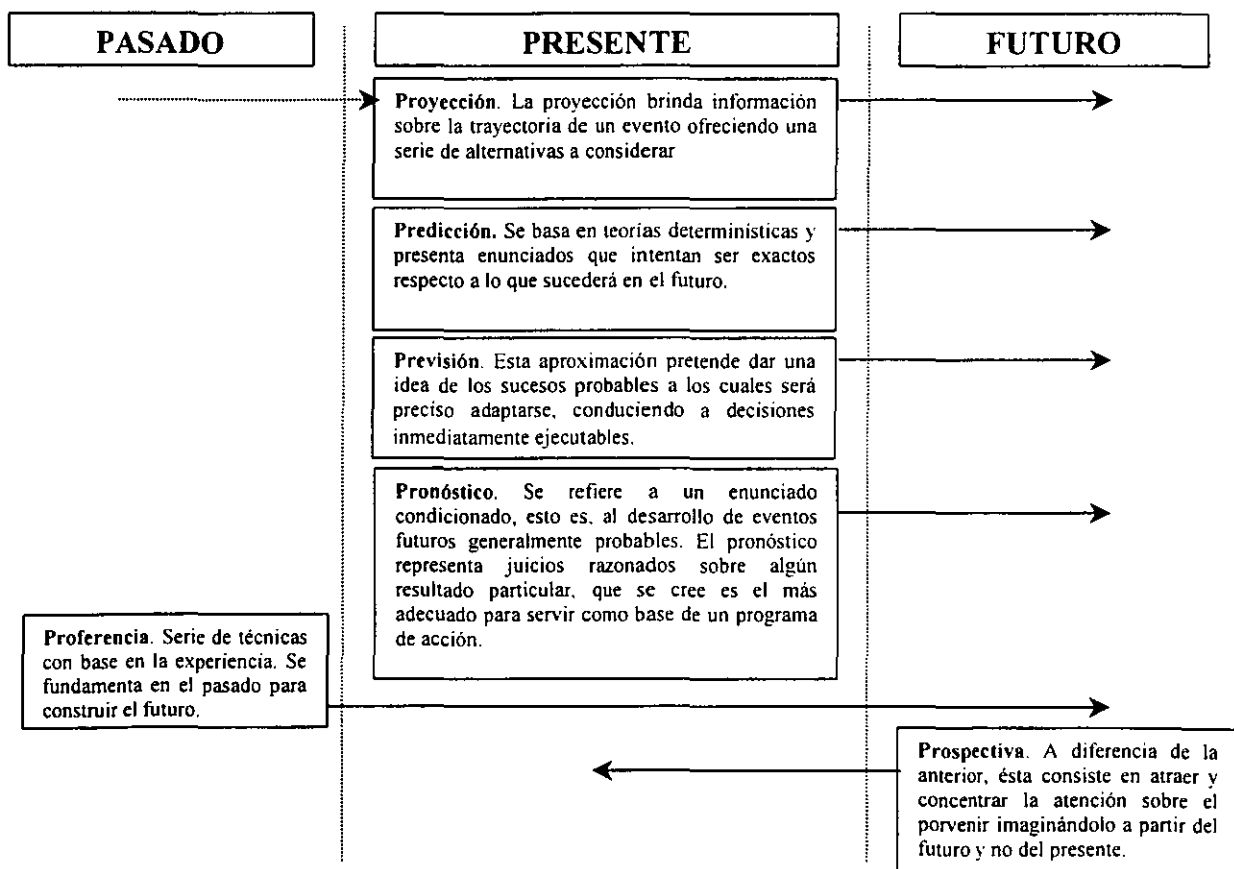 PASADO
PRESENTE
FUTURO
Proyección. La proyección brinda información
sobre la trayectoria de un evento ofreciendo una
serie de alternativas a considerar
Predicción. Se basa en teorías determinísticas y
presenta enunciados que intentan ser exactos
respecto a lo que sucederá en el futuro.
Previsión. Esta aproximación pretende dar una
idea de los sucesos probables a los cuales será
preciso adaptarse, conduciendo a decisiones
inmediatamente ejecutables.
Pronóstico. Se refiere a un enunciado
condicionado, esto es, al desarrollo de eventos
futuros generalmente probables. El pronóstico
representa juicios razonados sobre algún
resultado particular, que se cree es el más
adecuado para servir como base de un programa
de acción.
Proferencia. Serie de técnicas
con base en la experiencia. Se
fundamenta en el pasado para
construir el futuro.
Prospectiva. A diferencia de la
anterior, ésta consiste en atraer y
concentrar la atención sobre el
porvenir imaginándolo a partir del
futuro y no del presente.